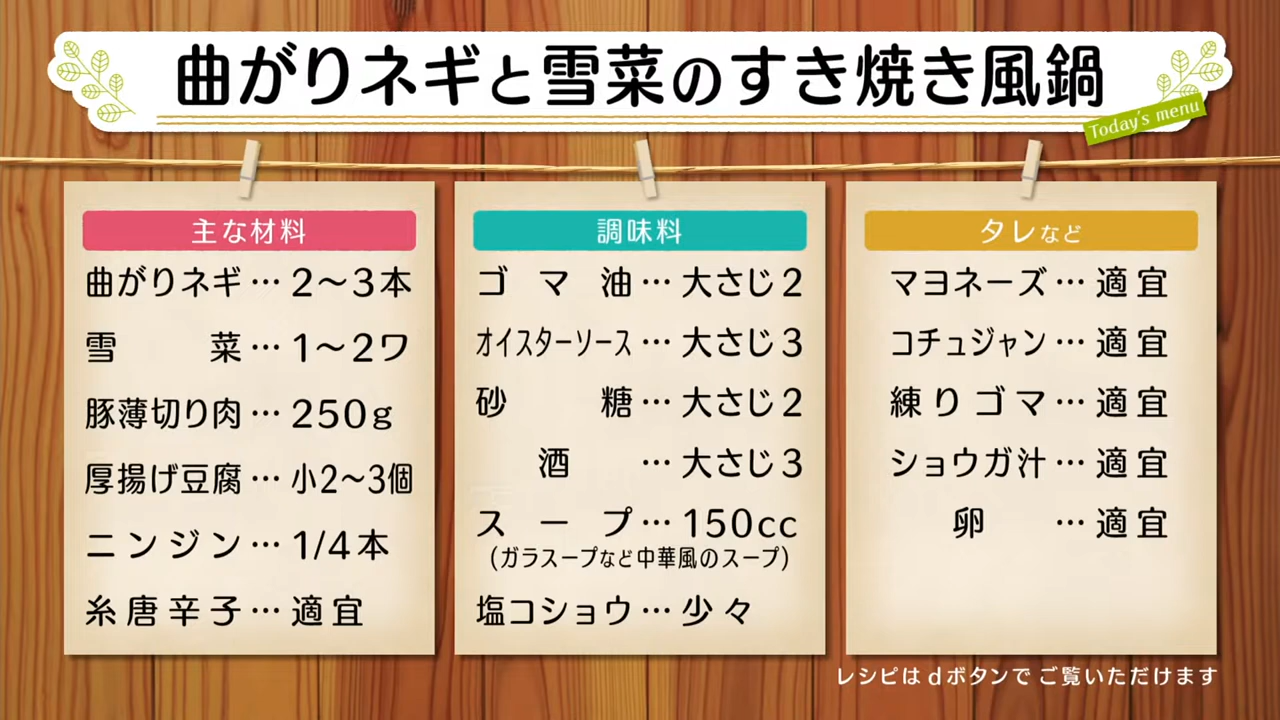 曲がりネギと雪菜のすき焼き風鍋
Today's menu
主な材料
曲がりネギ…2〜3本
雪菜…1〜2ワ
豚薄切り肉…250g
厚揚げ豆腐…小2〜3個
ニンジン…1/4本
糸唐辛子…適宜
調味料
ゴマ油…大さじ2
オイスターソース…大さじ3
砂糖…大さじ2
酒…大さじ3
スープ…150cc
(ガラスープなど中華風のスープ)
塩コショウ…少々
タレなど
マヨネーズ…適宜
コチュジャン…適宜
練りゴマ…適宜
ショウガ汁…適宜
卵…適宜
レシピはdボタンでご覧いただけます